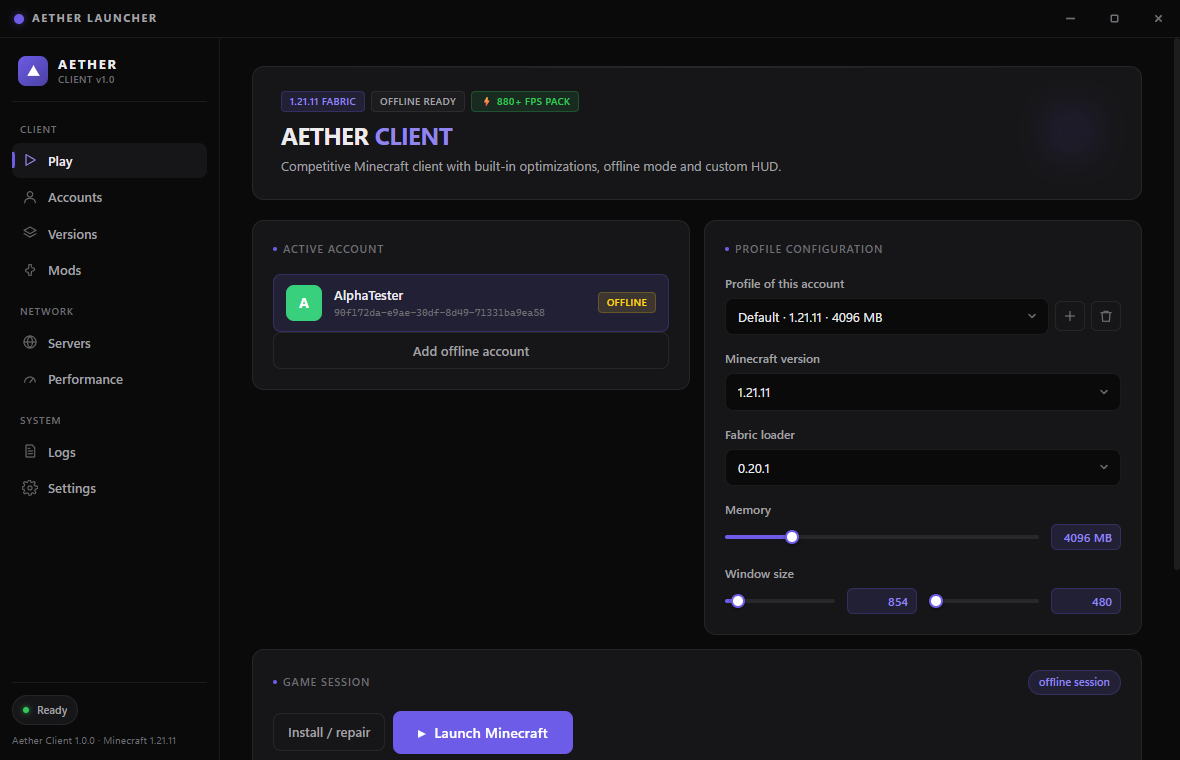 AETHER LAUNCHER
AETHER
CLIENT v1.0
CLIENT
Play
Accounts
Versions
Mods
NETWORK
Servers
Performance
SYSTEM
Logs
Settings
Ready
Aether Client 1.0.0 · Minecraft 1.21.11
1.21.11 FABRIC
OFFLINE READY
880+ FPS PACK
AETHER CLIENT
Competitive Minecraft client with built-in optimizations, offline mode and custom HUD.
ACTIVE ACCOUNT
A
AlphaTester
90f172da-e9ae-30df-8d49-71331ba9ea58
OFFLINE
Add offline account
PROFILE CONFIGURATION
Profile of this account
Default · 1.21.11 · 4096 MB
Minecraft version
1.21.11
Fabric loader
0.20.1
Memory
4096 MB
Window size
854
480
GAME SESSION
offline session
Install / repair
Launch Minecraft